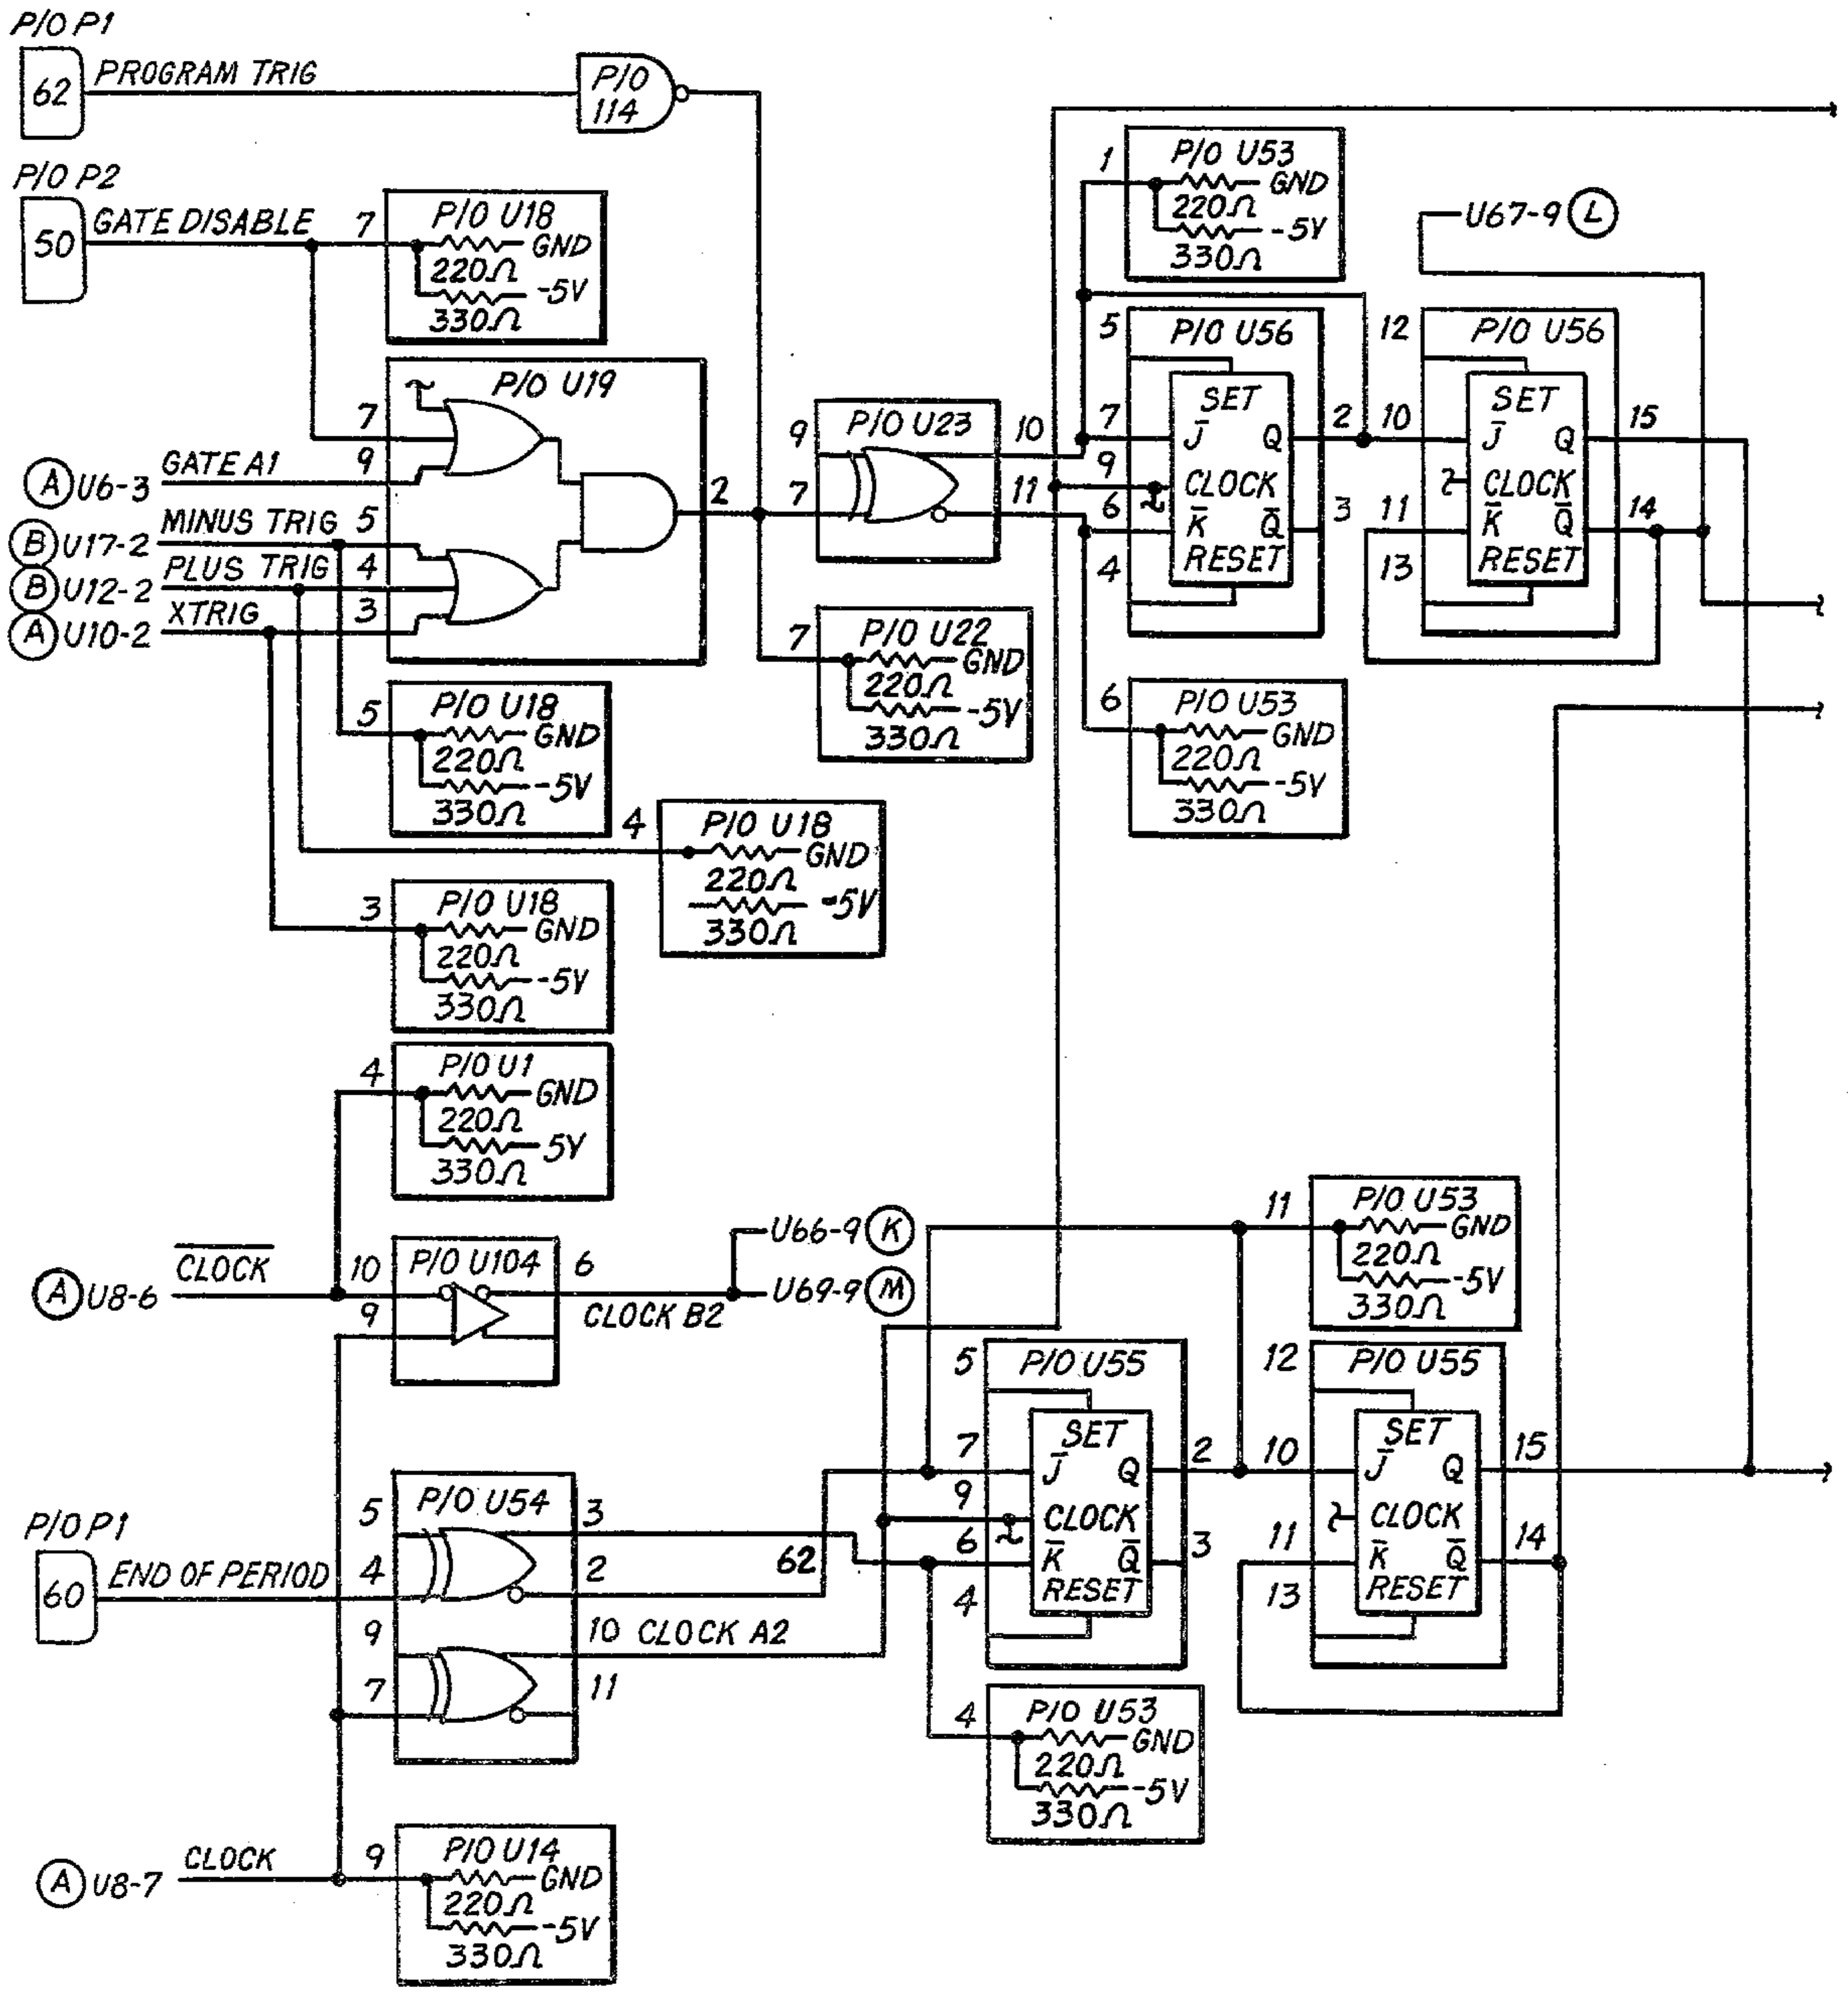 P/O P1
62
PROGRAM TRIG
P/O
114
P/O P2
50
GATE DISABLE
7
P/O U18
GND
220Ω
-5V
330Ω
P/O U19
7
9
A U6-3
GATE A1
B U17-2
MINUS TRIG
5
B U12-2
PLUS TRIG
4
A U10-2
XTRIG
3
2
P/O U23
9
7
10
11
1
P/O U53
GND
220Ω
-5V
330Ω
U67-9 L
5
P/O U56
7
9
6
4
SET
J̅ Q
CLOCK
K̅ Q̅
RESET
2
3
12
P/O U56
10
11
13
SET
J̅ Q
CLOCK
K̅ Q̅
RESET
15
14
7
P/O U22
GND
220Ω
-5V
330Ω
6
P/O U53
GND
220Ω
-5V
330Ω
5
P/O U18
GND
220Ω
-5V
330Ω
4
P/O U18
GND
220Ω
-5V
330Ω
3
P/O U18
GND
220Ω
-5V
330Ω
4
P/O U1
GND
220Ω
5V
330Ω
A U8-6
C̅L̅O̅C̅K̅
10
9
P/O U104
6
CLOCK B2
U66-9 K
U69-9 M
11
P/O U53
GND
220Ω
-5V
330Ω
5
P/O U55
7
9
6
4
SET
J̅ Q
CLOCK
K̅ Q̅
RESET
2
3
12
P/O U55
10
11
13
SET
J̅ Q
CLOCK
K̅ Q̅
RESET
15
14
P/O P1
60
END OF PERIOD
5
4
9
7
P/O U54
3
2
62
10 CLOCK A2
11
4
P/O U53
GND
220Ω
-5V
330Ω
A U8-7
CLOCK
9
P/O U14
GND
220Ω
-5V
330Ω